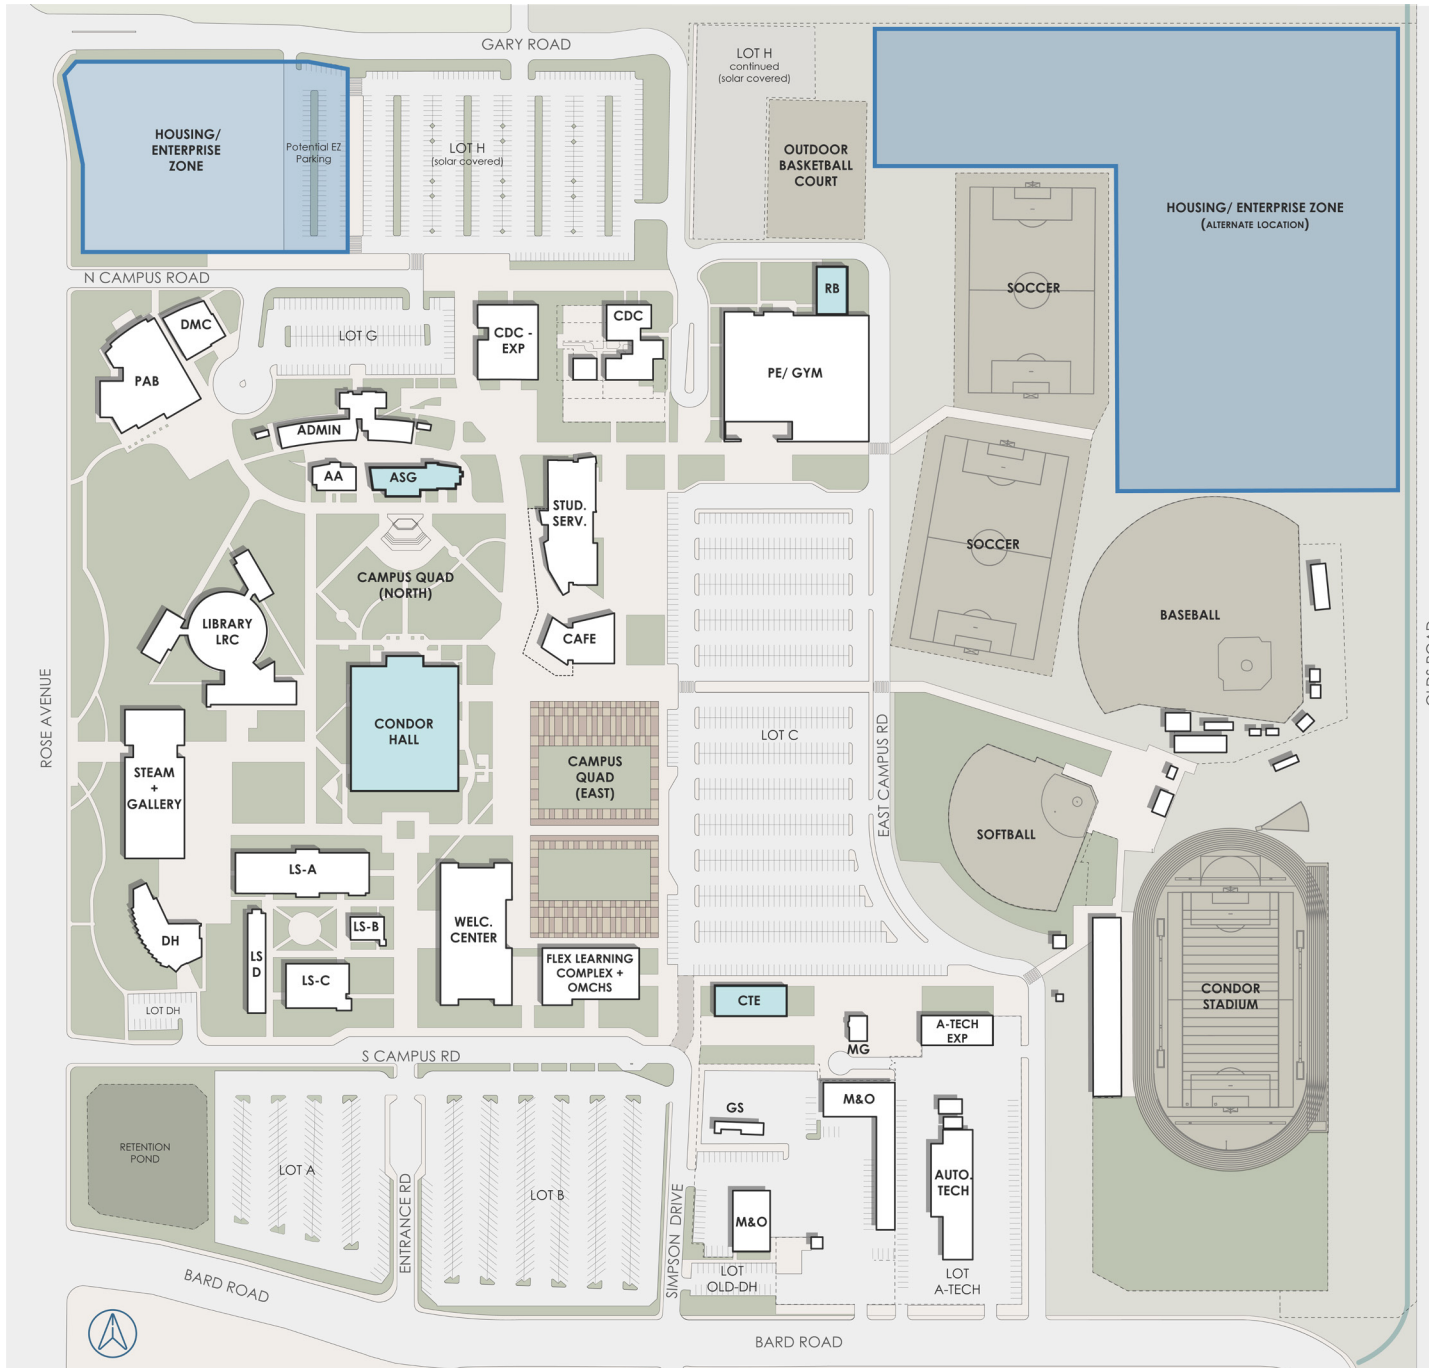 GARY ROAD
LOT H
continued
(solar covered)
HOUSING/
ENTERPRISE
ZONE
Potential EZ
Parking
LOT H
(solar covered)
OUTDOOR
BASKETBALL
COURT
HOUSING/ ENTERPRISE ZONE
(ALTERNATE LOCATION)
N CAMPUS ROAD
RB
SOCCER
DMC
LOT G
CDC -
EXP
CDC
PAB
PE/ GYM
ADMIN
AA
ASG
STUD.
SERV.
SOCCER
CAMPUS QUAD
(NORTH)
LIBRARY
LRC
CAFE
BASEBALL
ROSE AVENUE
CONDOR
HALL
LOT C
EAST CAMPUS RD
STEAM
+
GALLERY
CAMPUS
QUAD
(EAST)
SOFTBALL
LS-A
DH
LS
D
LS-B
LS-C
WELC.
CENTER
FLEX LEARNING
COMPLEX +
OMCHS
LOT DH
CTE
MG
A-TECH
EXP
CONDOR
STADIUM
S CAMPUS RD
GS
M&O
RETENTION
POND
LOT A
ENTRANCE RD
LOT B
SIMPSON DRIVE
M&O
AUTO.
TECH
LOT
OLD-DH
LOT
A-TECH
BARD ROAD
BARD ROAD